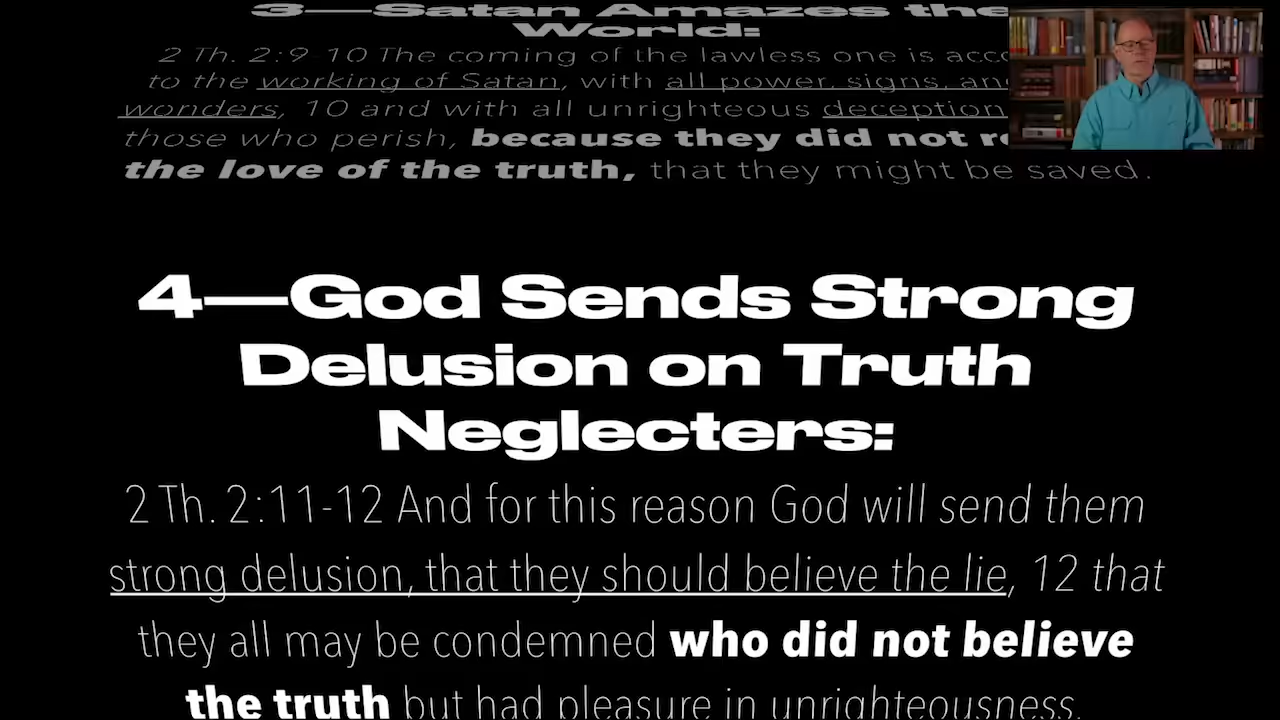 3—Satan Amazes the
World:
2 Th. 2:9-10 The coming of the lawless one is
to the working of Satan, with all power, signs,
wonders, 10 and with all unrighteous deception
those who perish, because they did not
the love of the truth, that they might be saved.
4—God Sends Strong
Delusion on Truth
Neglecters:
2 Th. 2:11-12 And for this reason God will send them
strong delusion, that they should believe the lie, 12 that
they all may be condemned who did not believe
the truth but had pleasure in unrighteousness.